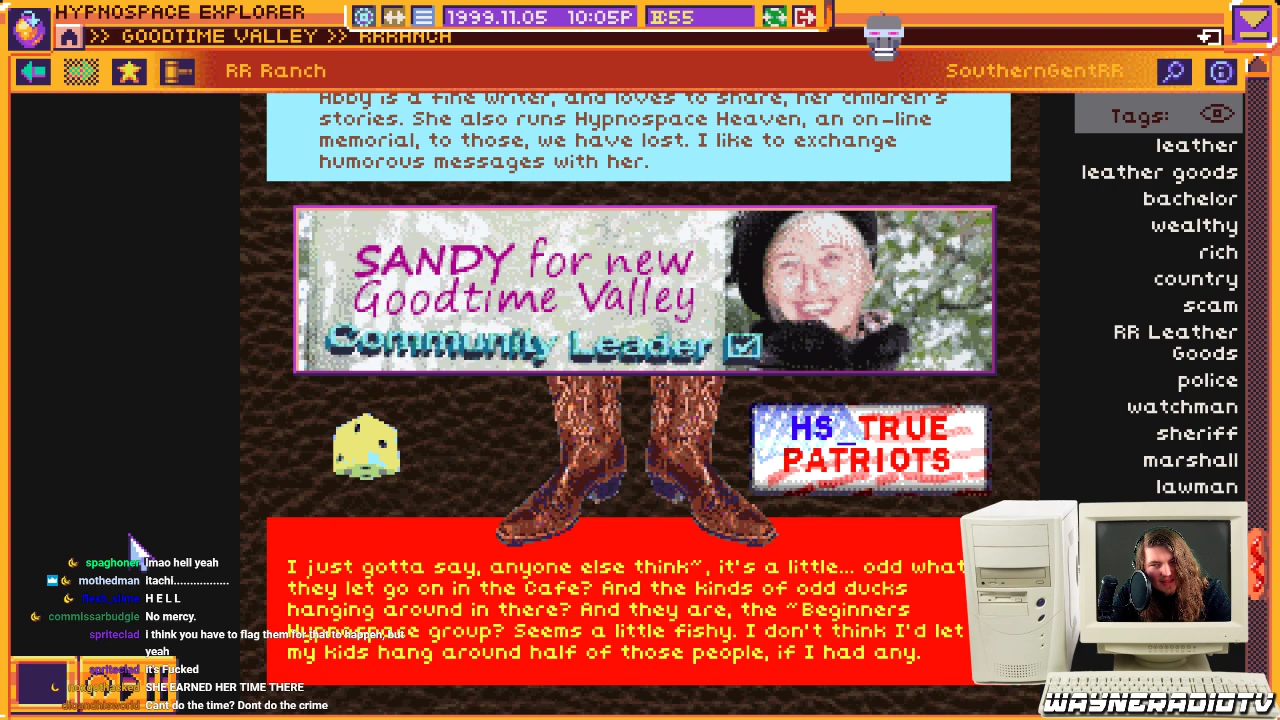 HYPNOSPACE EXPLORER
1999.11.05 10:05P
:55
>> GOODTIME VALLEY >> RRRANCH
RR Ranch
SouthernGentRR
Abby is a fine writer, and loves to share, her children's
stories. She also runs Hypnospace Heaven, an on-line
memorial, to those, we have lost. I like to exchange
humorous messages with her.
SANDY for new
Goodtime Valley
Community Leader
HS_TRUE
PATRIOTS
I just gotta say, anyone else think~, it's a little... odd what
they let go on in the Cafe? And the kinds of odd ducks
hanging around in there? And they are, the ~Beginners
Hypnospace group? Seems a little fishy. I don't think I'd let
my kids hang around half of those people, if I had any.
Tags:
leather
leather goods
bachelor
wealthy
rich
country
scam
RR Leather
Goods
police
watchman
sheriff
marshall
lawman
spaghoner lmao hell yeah
mothedman Itachi................
H E L L
commissarbudgie No mercy.
spriteclad I think you have to flag them for that to happen, but
yeah
spriteclad it's Fucked
SHE EARNED HER TIME THERE
Cant do the time? Dont do the crime
WAYNERADIOTV